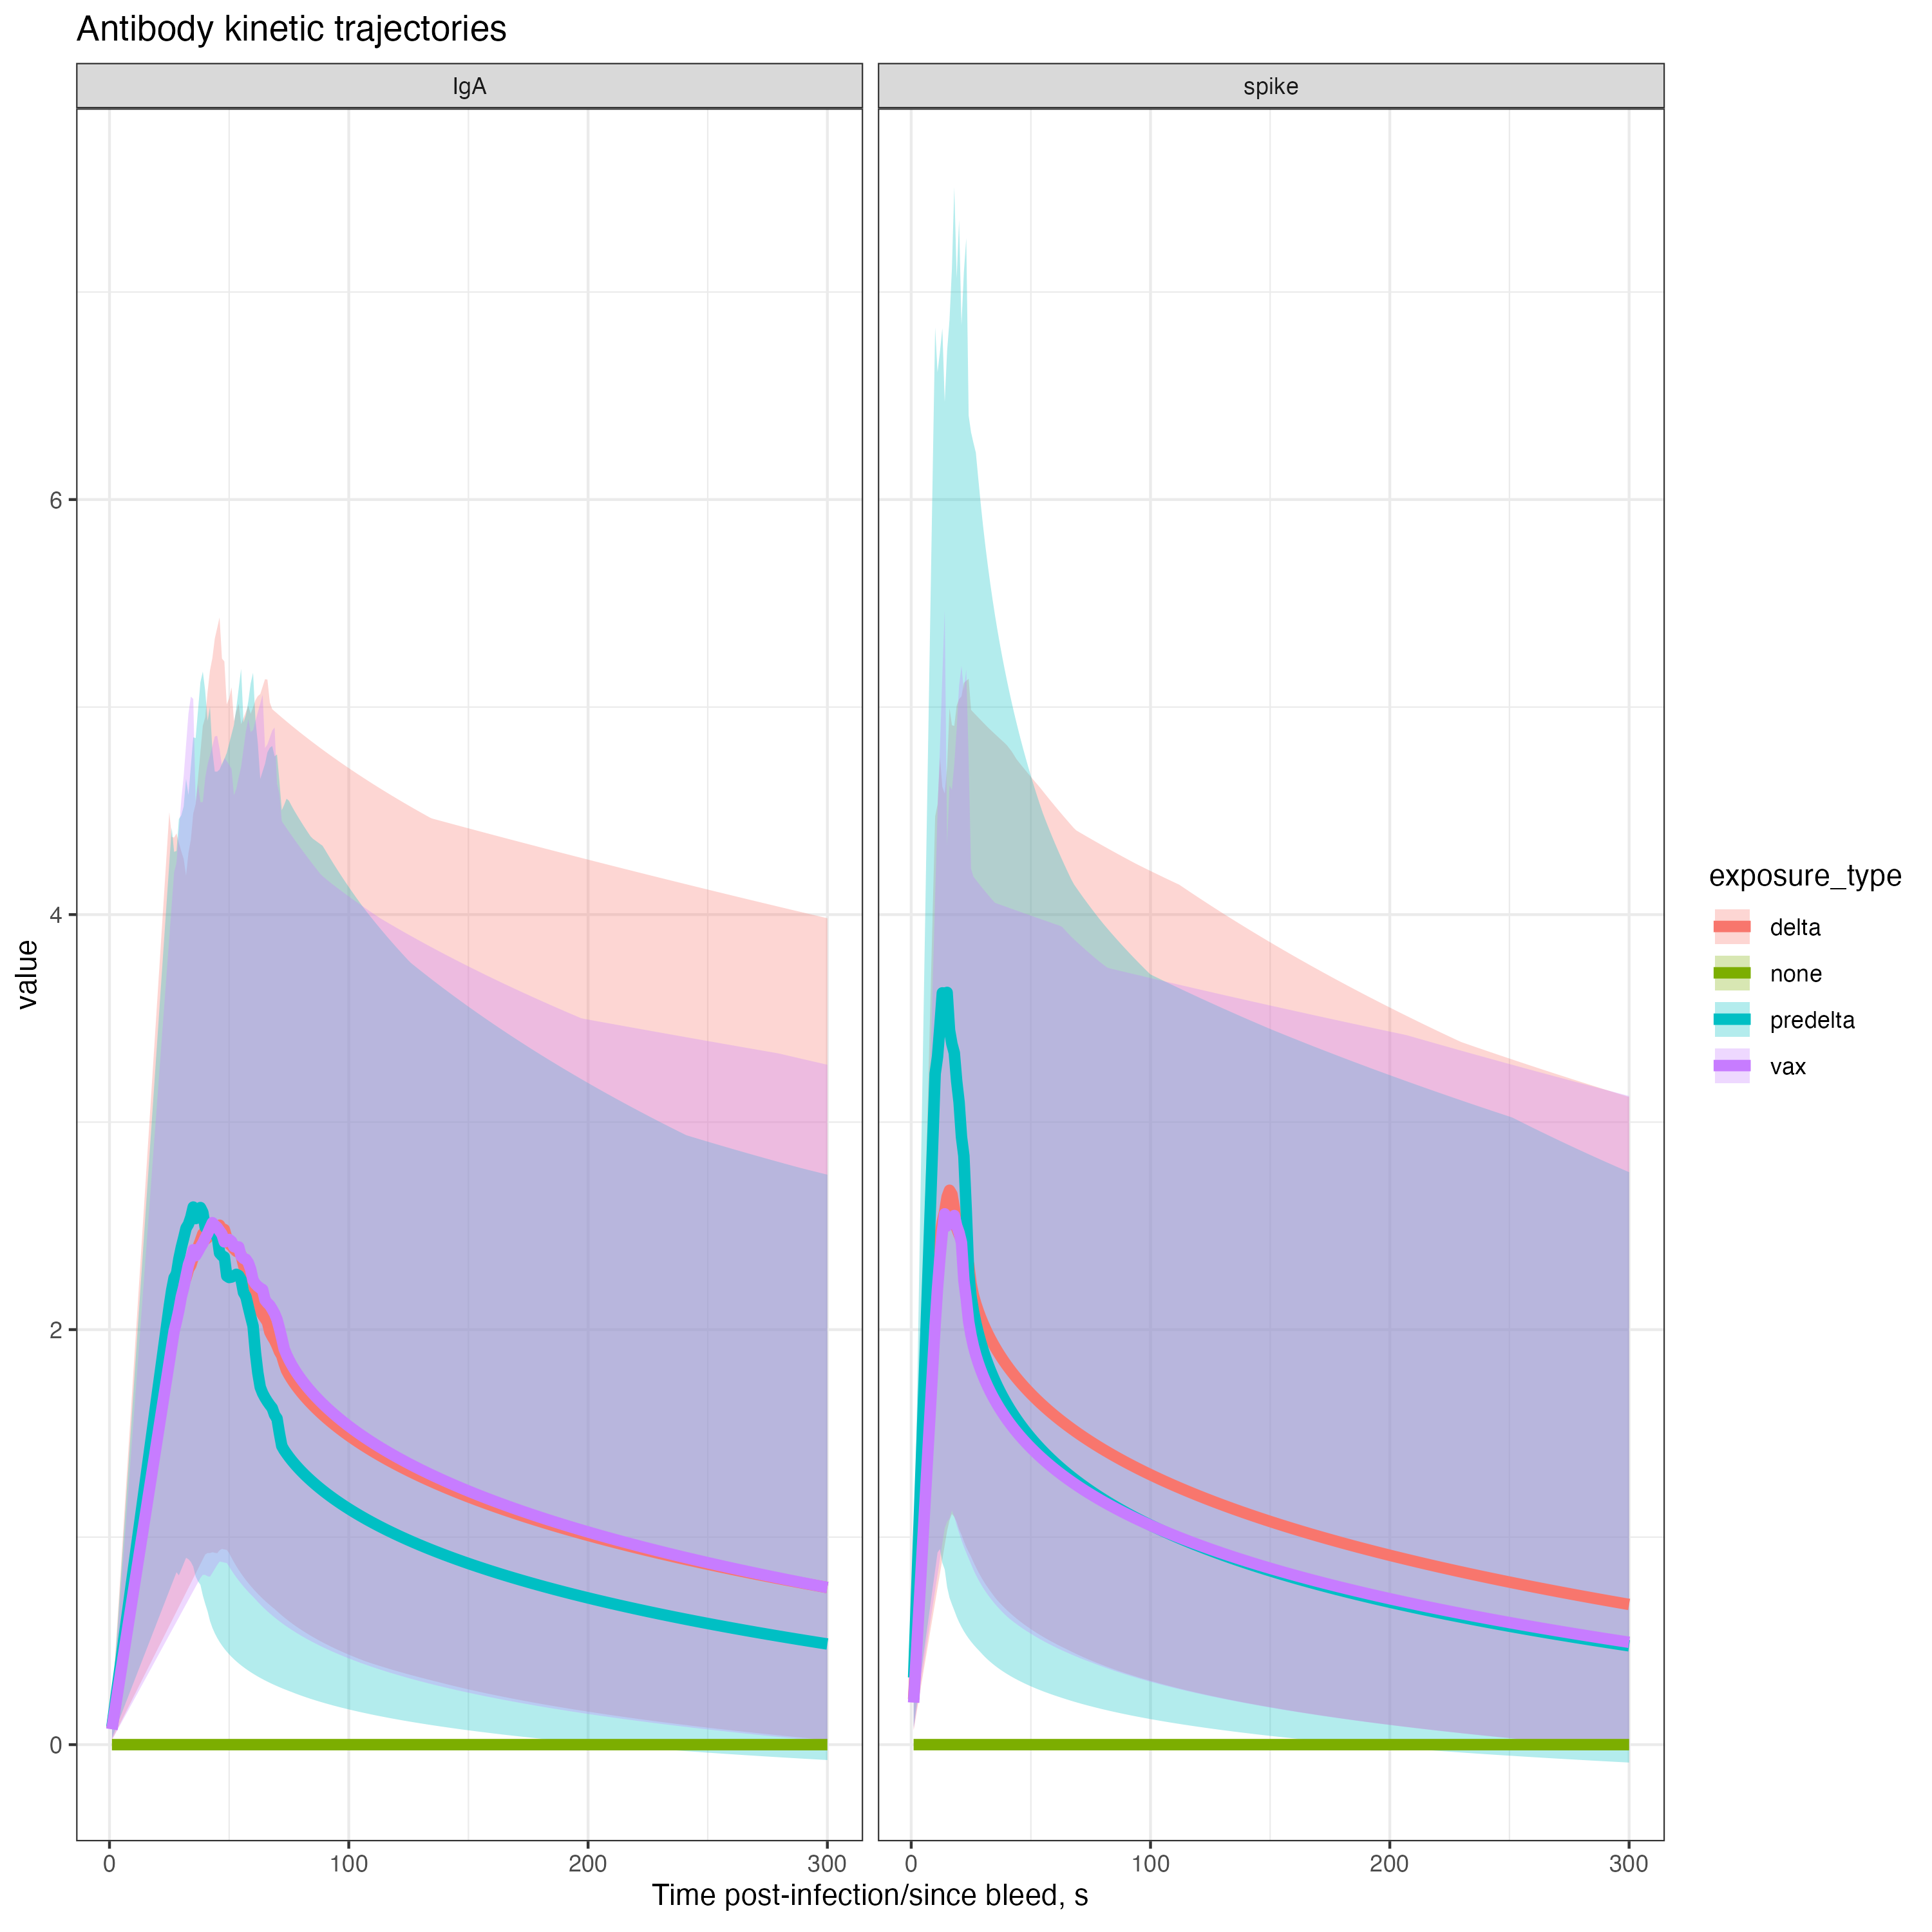 Antibody kinetic trajectories
IgA
spike
value
6
4
2
0
0 100 200 300
0 100 200 300
Time post-infection/since bleed, s
exposure_type
delta
none
predelta
vax